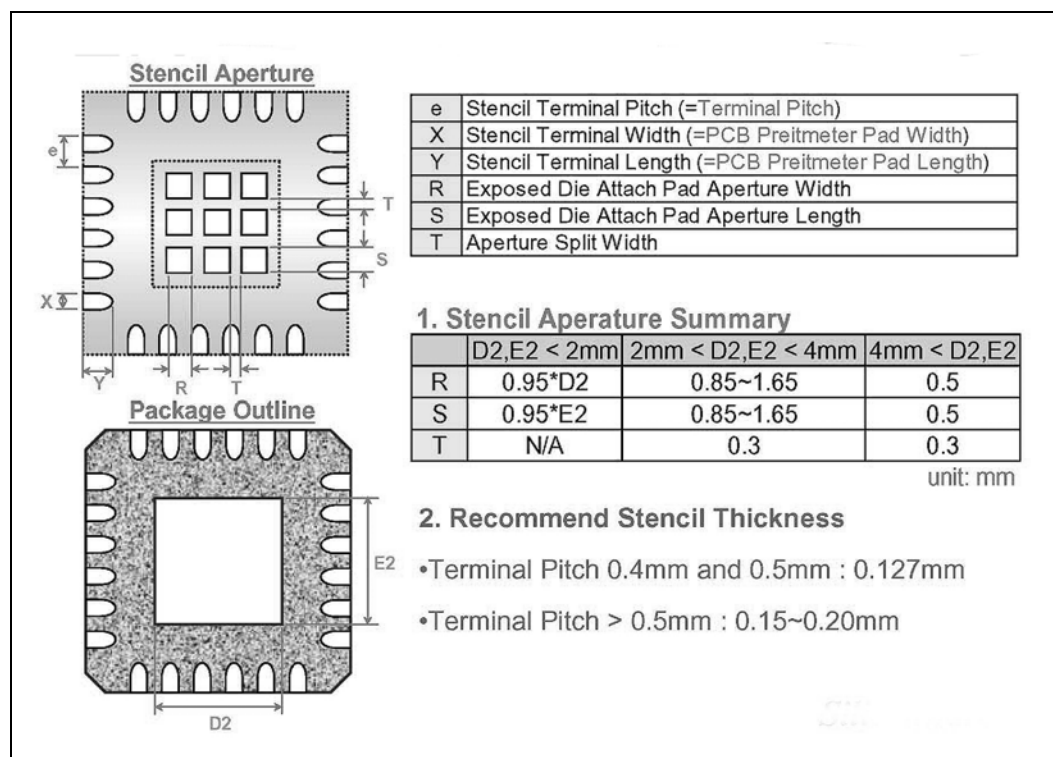 Stencil Aperture
e
T
S
X
Y
R
T
Package Outline
E2
D2
e Stencil Terminal Pitch (=Terminal Pitch)
X Stencil Terminal Width (=PCB Preitmeter Pad Width)
Y Stencil Terminal Length (=PCB Preitmeter Pad Length)
R Exposed Die Attach Pad Aperture Width
S Exposed Die Attach Pad Aperture Length
T Aperture Split Width
1. Stencil Aperature Summary
D2,E2 < 2mm 2mm < D2,E2 < 4mm 4mm < D2,E2
R 0.95*D2 0.85~1.65 0.5
S 0.95*E2 0.85~1.65 0.5
T N/A 0.3 0.3
unit: mm
2. Recommend Stencil Thickness
•Terminal Pitch 0.4mm and 0.5mm : 0.127mm
•Terminal Pitch > 0.5mm : 0.15~0.20mm